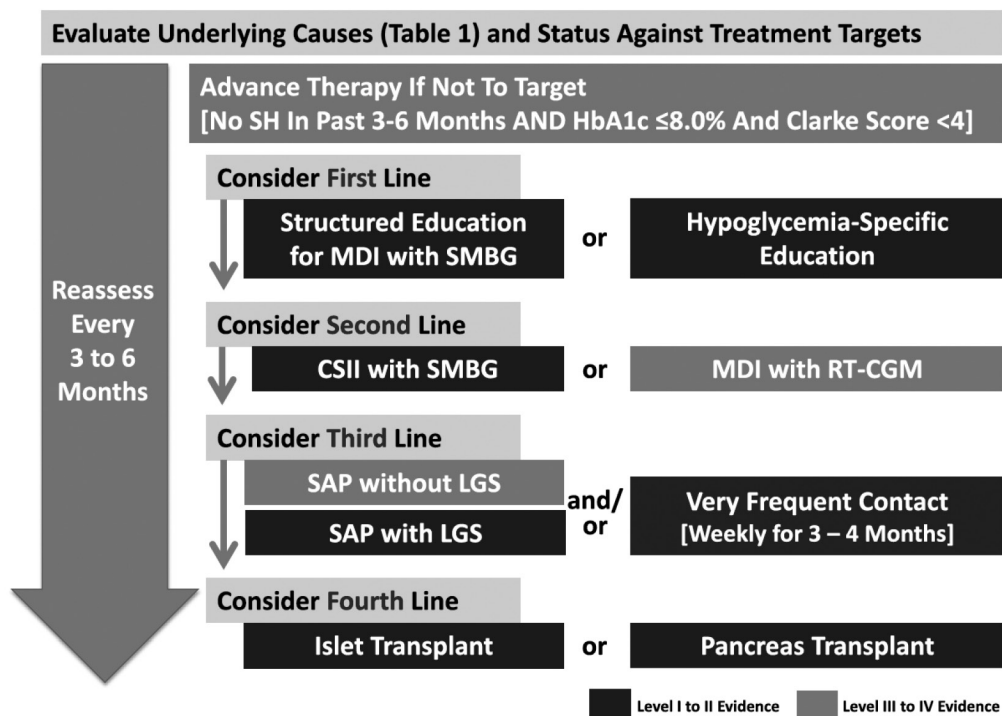 Evaluate Underlying Causes (Table 1) and Status Against Treatment Targets
Advance Therapy If Not To Target
[No SH In Past 3-6 Months AND HbA1c ≤8.0% And Clarke Score <4]
Reassess
Every
3 to 6
Months
Consider First Line
Structured Education
for MDI with SMBG
or
Hypoglycemia-Specific
Education
Consider Second Line
CSII with SMBG
or
MDI with RT-CGM
Consider Third Line
SAP without LGS
SAP with LGS
and/
or
Very Frequent Contact
[Weekly for 3 – 4 Months]
Consider Fourth Line
Islet Transplant
or
Pancreas Transplant
Level I to II Evidence
Level III to IV Evidence